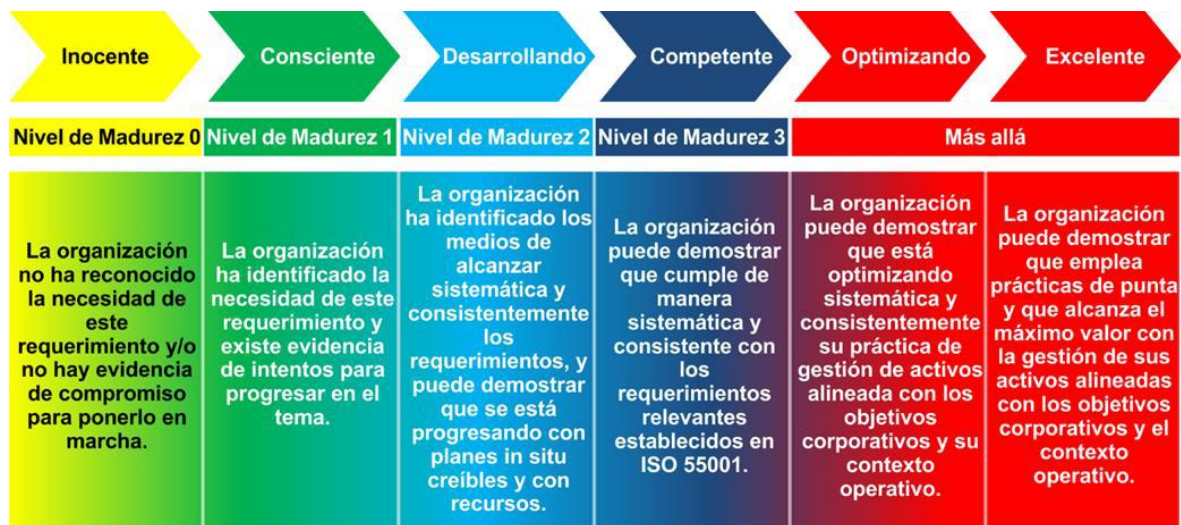 Inocente
Consciente
Desarrollando
Competente
Optimizando
Excelente
Nivel de Madurez 0
Nivel de Madurez 1
Nivel de Madurez 2
Nivel de Madurez 3
Más allá
La organización
no ha reconocido
la necesidad de
este
requerimiento y/o
no hay evidencia
de compromiso
para ponerlo en
marcha.
La organización
ha identificado la
necesidad de este
requerimiento y
existe evidencia
de intentos para
progresar en el
tema.
La organización
ha identificado los
medios de
alcanzar
sistemática y
consistentemente
los
requerimientos, y
puede demostrar
que se está
progresando con
planes in situ
creíbles y con
recursos.
La organización
puede demostrar
que cumple de
manera
sistemática y
consistente con
los
requerimientos
relevantes
establecidos en
ISO 55001.
La organización
puede demostrar
que está
optimizando
sistemática y
consistentemente
su práctica de
gestión de activos
alineada con los
objetivos
corporativos y su
contexto
operativo.
La organización
puede demostrar
que emplea
prácticas de punta
y que alcanza el
máximo valor con
la gestión de sus
activos alineadas
con los objetivos
corporativos y el
contexto
operativo.